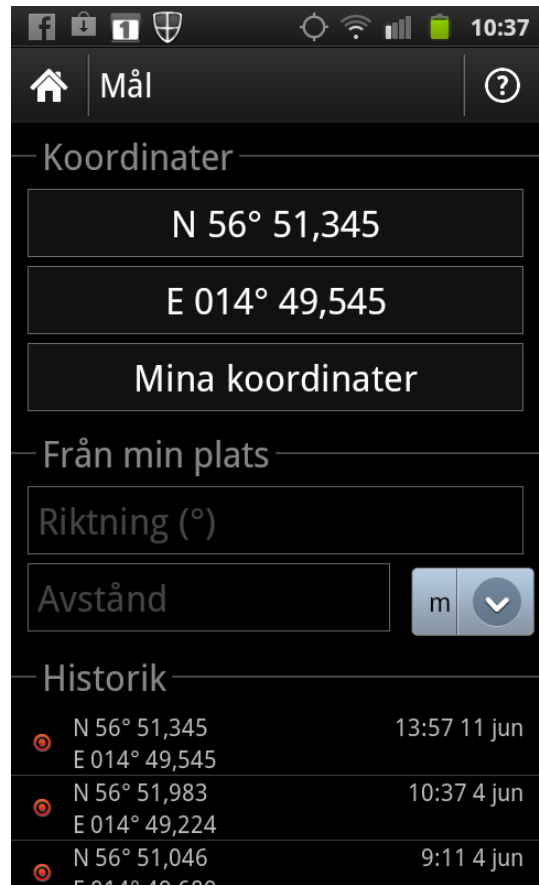 10:37
Mål
Koordinater
N 56° 51,345
E 014° 49,545
Mina koordinater
Från min plats
Riktning (°)
Avstånd
m
Historik
N 56° 51,345 13:57 11 jun
E 014° 49,545
N 56° 51,983 10:37 4 jun
E 014° 49,224
N 56° 51,046 9:11 4 jun